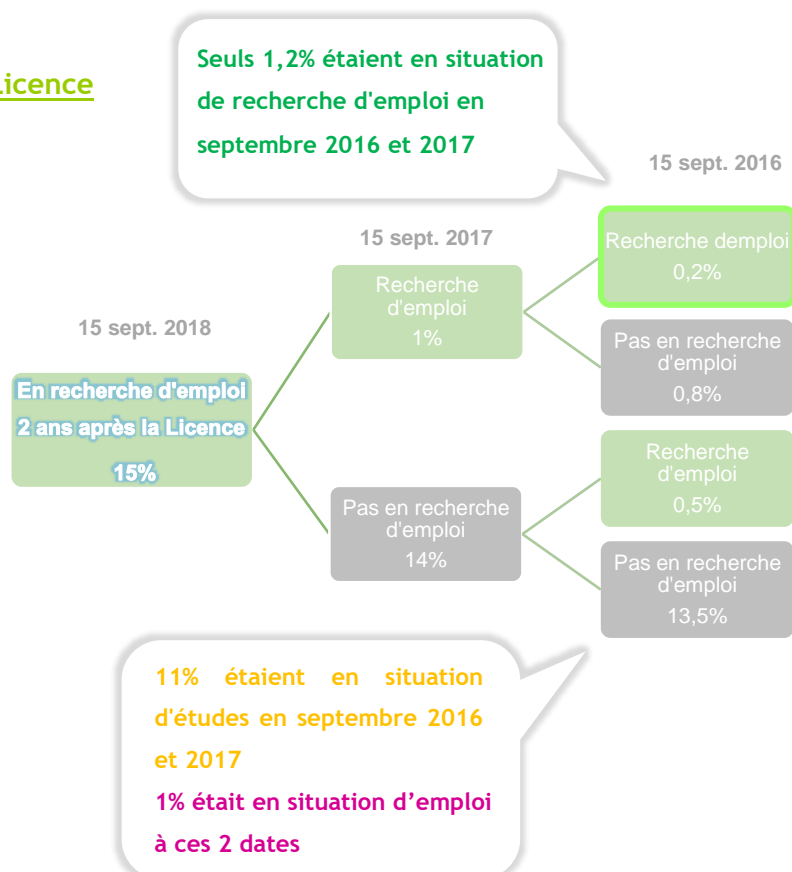 Licence
Seuls 1,2% étaient en situation
de recherche d'emploi en
septembre 2016 et 2017
15 sept. 2016
15 sept. 2017
15 sept. 2018
Recherche demploi
0,2%
Recherche
d'emploi
1%
Pas en recherche
d'emploi
0,8%
En recherche d'emploi
2 ans après la Licence
15%
Recherche
d'emploi
0,5%
Pas en recherche
d'emploi
14%
Pas en recherche
d'emploi
13,5%
11% étaient en situation
d'études en septembre 2016
et 2017
1% était en situation d’emploi
à ces 2 dates